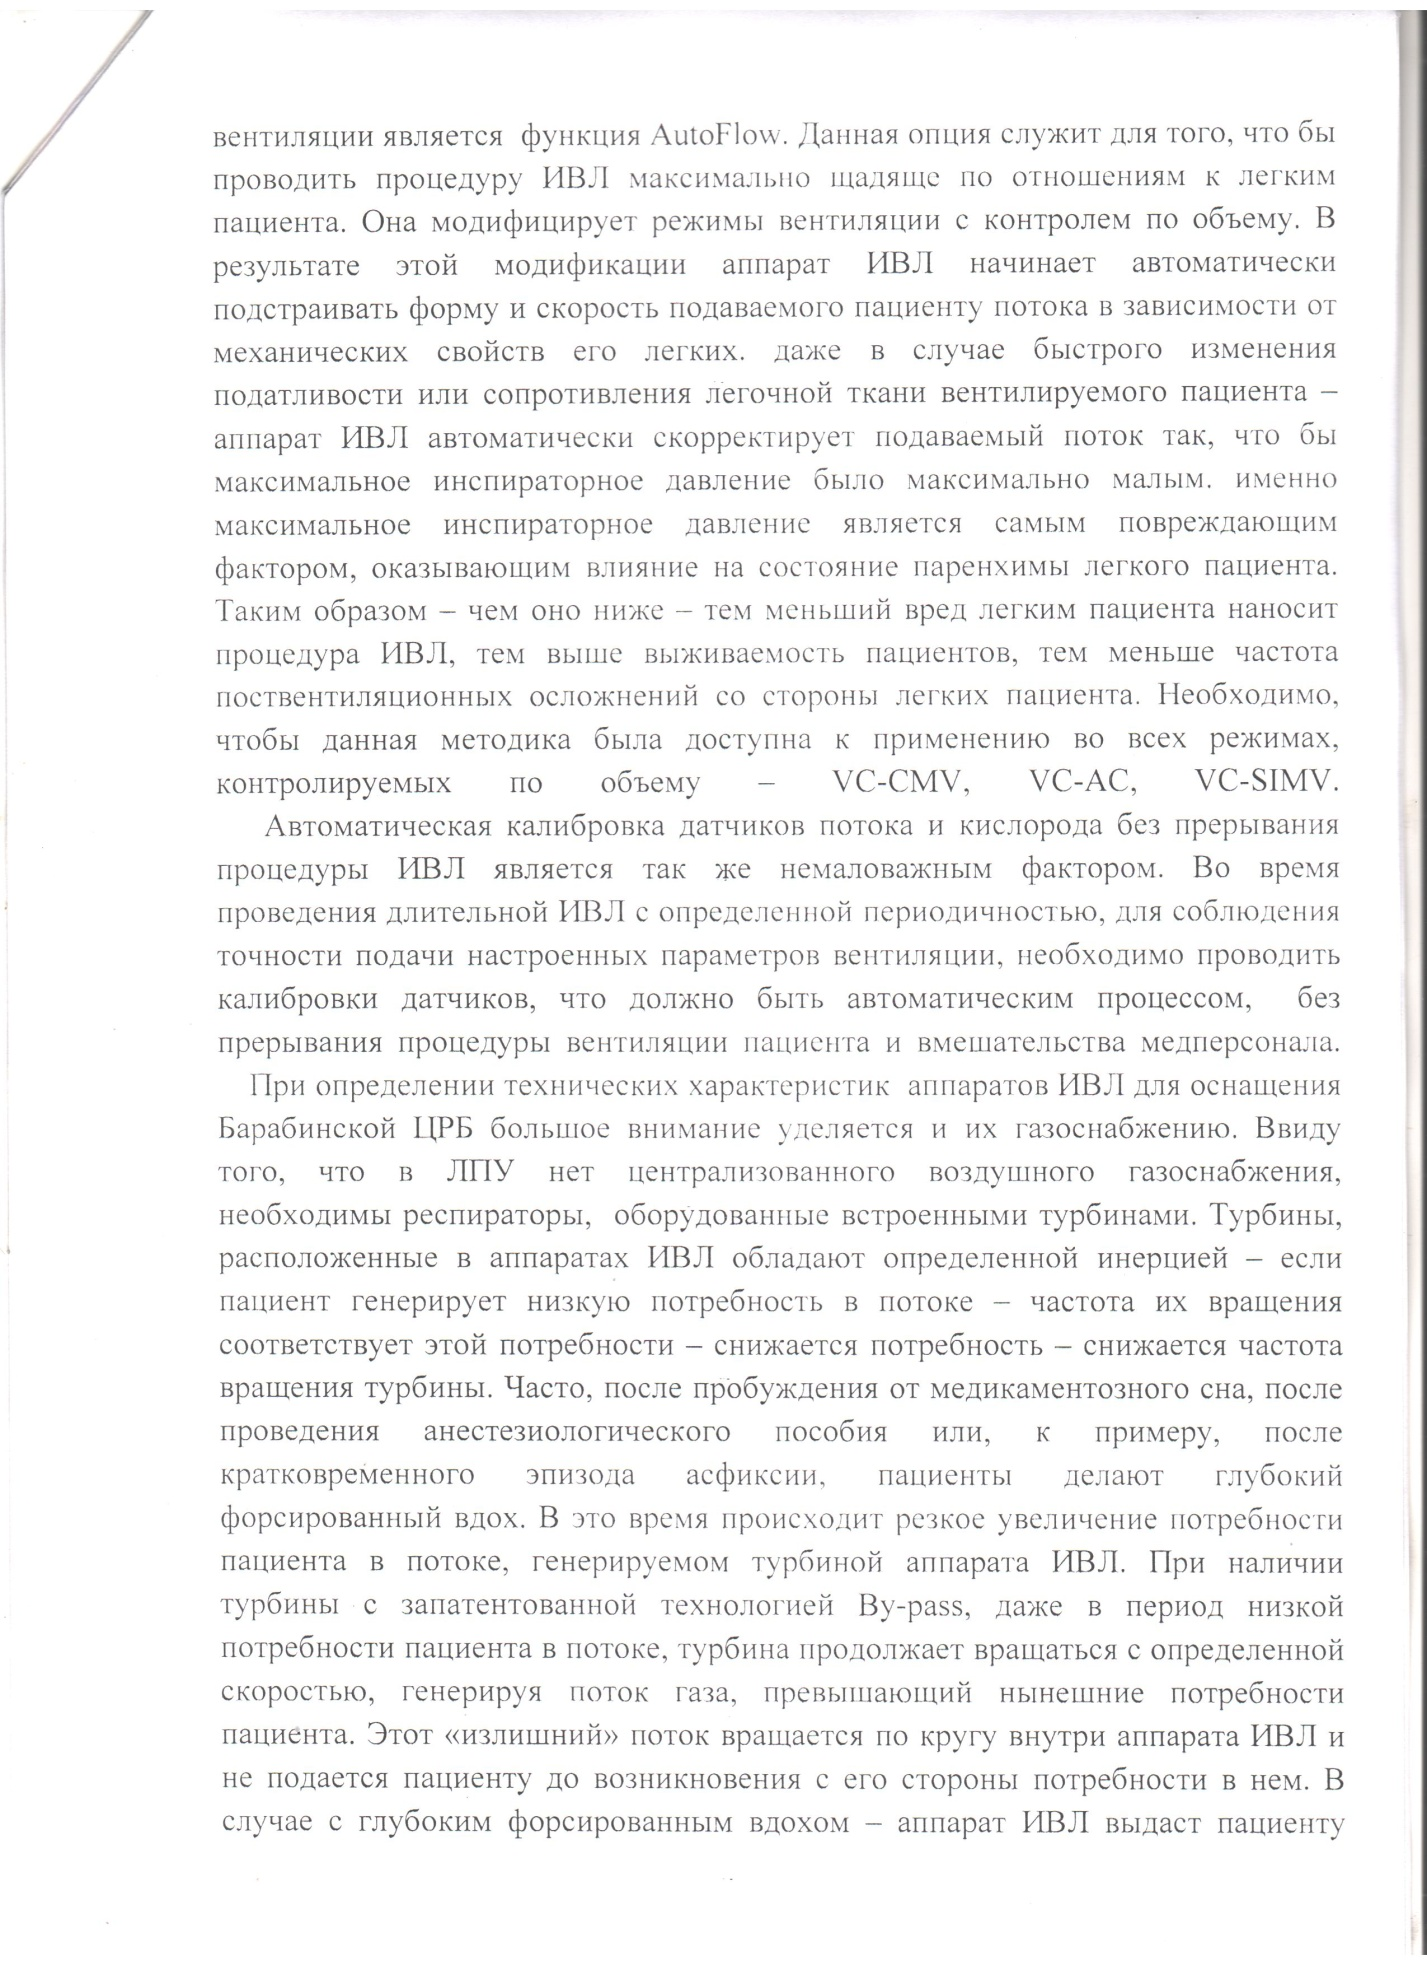 вентиляции является функция AutoFlow. Данная опция служит для того, что бы
проводить процедуру ИВЛ максимально щадяще по отношениям к легким
пациента. Она модифицирует режимы вентиляции с контролем по объему. В
результате этой модификации аппарат ИВЛ начинает автоматически
подстраивать форму и скорость подаваемого пациенту потока в зависимости от
механических свойств его легких. даже в случае быстрого изменения
податливости или сопротивления легочной ткани вентилируемого пациента –
аппарат ИВЛ автоматически скорректирует подаваемый поток так, что бы
максимальное инспираторное давление было максимально малым. именно
максимальное инспираторное давление является самым повреждающим
фактором, оказывающим влияние на состояние паренхимы легкого пациента.
Таким образом – чем оно ниже – тем меньший вред легким пациента наносит
процедура ИВЛ, тем выше выживаемость пациентов, тем меньше частота
поствентиляционных осложнений со стороны легких пациента. Необходимо,
чтобы данная методика была доступна к применению во всех режимах,
контролируемых по объему – VC-CMV, VC-AC, VC-SIMV.
Автоматическая калибровка датчиков потока и кислорода без прерывания
процедуры ИВЛ является так же немаловажным фактором. Во время
проведения длительной ИВЛ с определенной периодичностью, для соблюдения
точности подачи настроенных параметров вентиляции, необходимо проводить
калибровки датчиков, что должно быть автоматическим процессом, без
прерывания процедуры вентиляции пациента и вмешательства медперсонала.
При определении технических характеристик аппаратов ИВЛ для оснащения
Барабинской ЦРБ большое внимание уделяется и их газоснабжению. Ввиду
того, что в ЛПУ нет централизованного воздушного газоснабжения,
необходимы респираторы, оборудованные встроенными турбинами. Турбины,
расположенные в аппаратах ИВЛ обладают определенной инерцией – если
пациент генерирует низкую потребность в потоке – частота их вращения
соответствует этой потребности – снижается потребность – снижается частота
вращения турбины. Часто, после пробуждения от медикаментозного сна, после
проведения анестезиологического пособия или, к примеру, после
кратковременного эпизода асфиксии, пациенты делают глубокий
форсированный вдох. В это время происходит резкое увеличение потребности
пациента в потоке, генерируемом турбиной аппарата ИВЛ. При наличии
турбины с запатентованной технологией By-pass, даже в период низкой
потребности пациента в потоке, турбина продолжает вращаться с определенной
скоростью, генерируя поток газа, превышающий нынешние потребности
пациента. Этот «излишний» поток вращается по кругу внутри аппарата ИВЛ и
не подается пациенту до возникновения с его стороны потребности в нем. В
случае с глубоким форсированным вдохом – аппарат ИВЛ выдаст пациенту